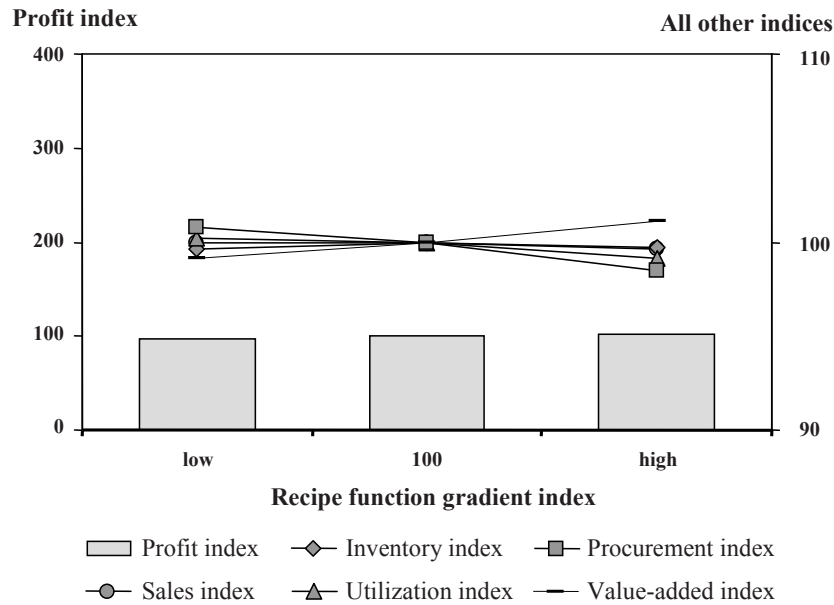 Profit index
All other indices
400
300
200
100
0
110
100
90
low 100 high
Recipe function gradient index
Profit index Inventory index Procurement index
Sales index Utilization index Value-added index